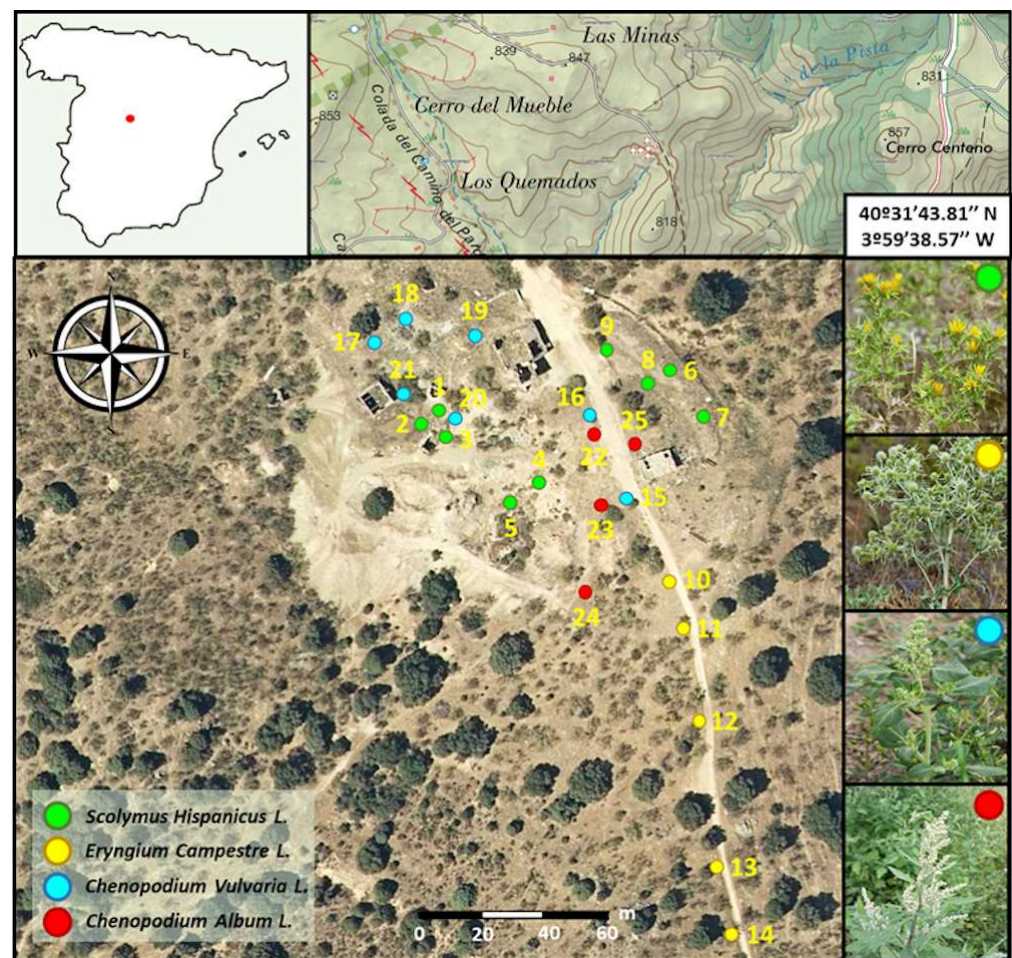 Las Minas
839
847
de la Pista
831
Cerro del Mueble
853
857
Cerro Centeno
Colada del Camino del Par
Los Quemados
818
Ca
40º31’43.81’’ N
3º59’38.57’’ W
N
W
E
S
18
19
17
9
8
6
21
1
20
16
25
7
2
3
22
4
15
5
23
10
24
11
12
13
14
Scolymus Hispanicus L.
Eryngium Campestre L.
Chenopodium Vulvaria L.
Chenopodium Album L.
m
0 20 40 60